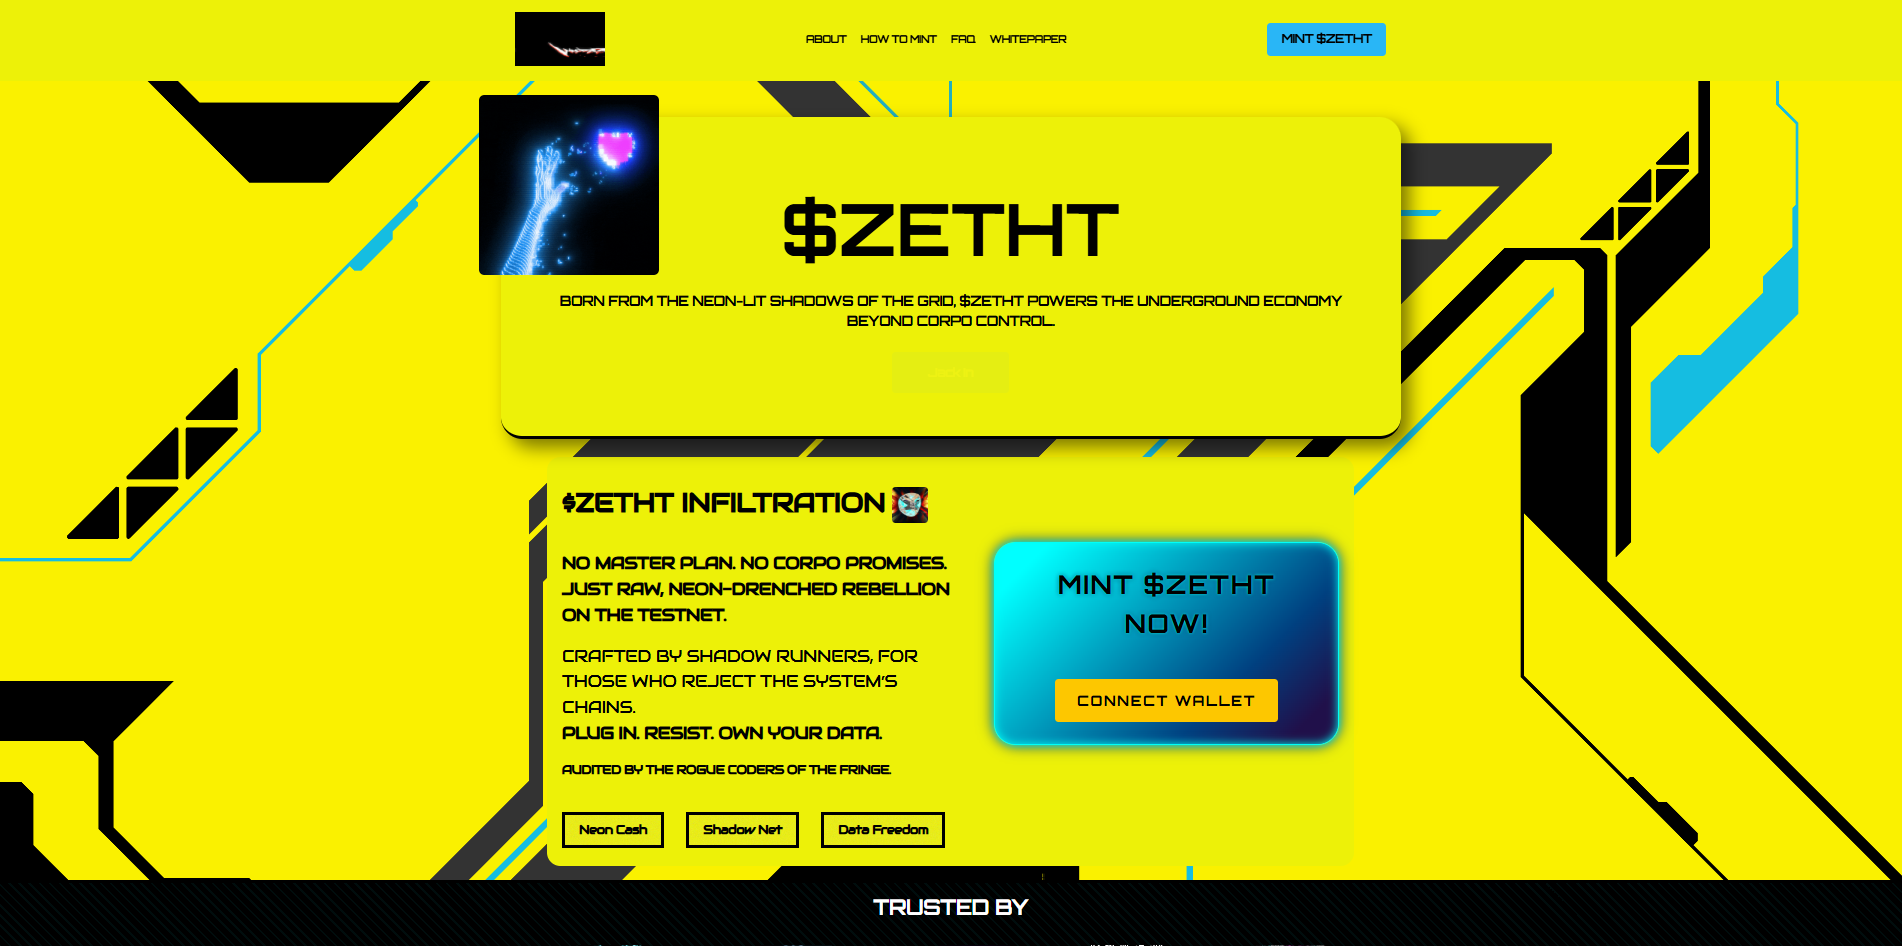 ABOUT HOW TO MINT FAQ WHITEPAPER MINT $ZETHT
$ZETHT
BORN FROM THE NEON-LIT SHADOWS OF THE GRID, $ZETHT POWERS THE UNDERGROUND ECONOMY
BEYOND CORPO CONTROL.
Jack In
$ZETHT INFILTRATION
NO MASTER PLAN. NO CORPO PROMISES.
JUST RAW, NEON-DRENCHED REBELLION
ON THE TESTNET.
CRAFTED BY SHADOW RUNNERS, FOR
THOSE WHO REJECT THE SYSTEM'S
CHAINS.
PLUG IN. RESIST. OWN YOUR DATA.
AUDITED BY THE ROGUE CODERS OF THE FRINGE.
Neon Cash Shadow Net Data Freedom
MINT $ZETHT
NOW!
CONNECT WALLET
TRUSTED BY